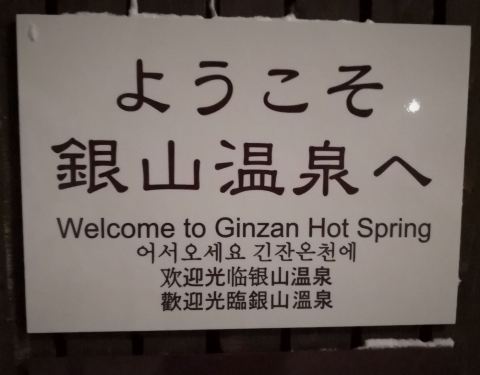 ようこそ
銀山温泉へ
Welcome to Ginzan Hot Spring
어서오세요 긴잔온천에
欢迎光临银山温泉
歡迎光臨銀山溫泉